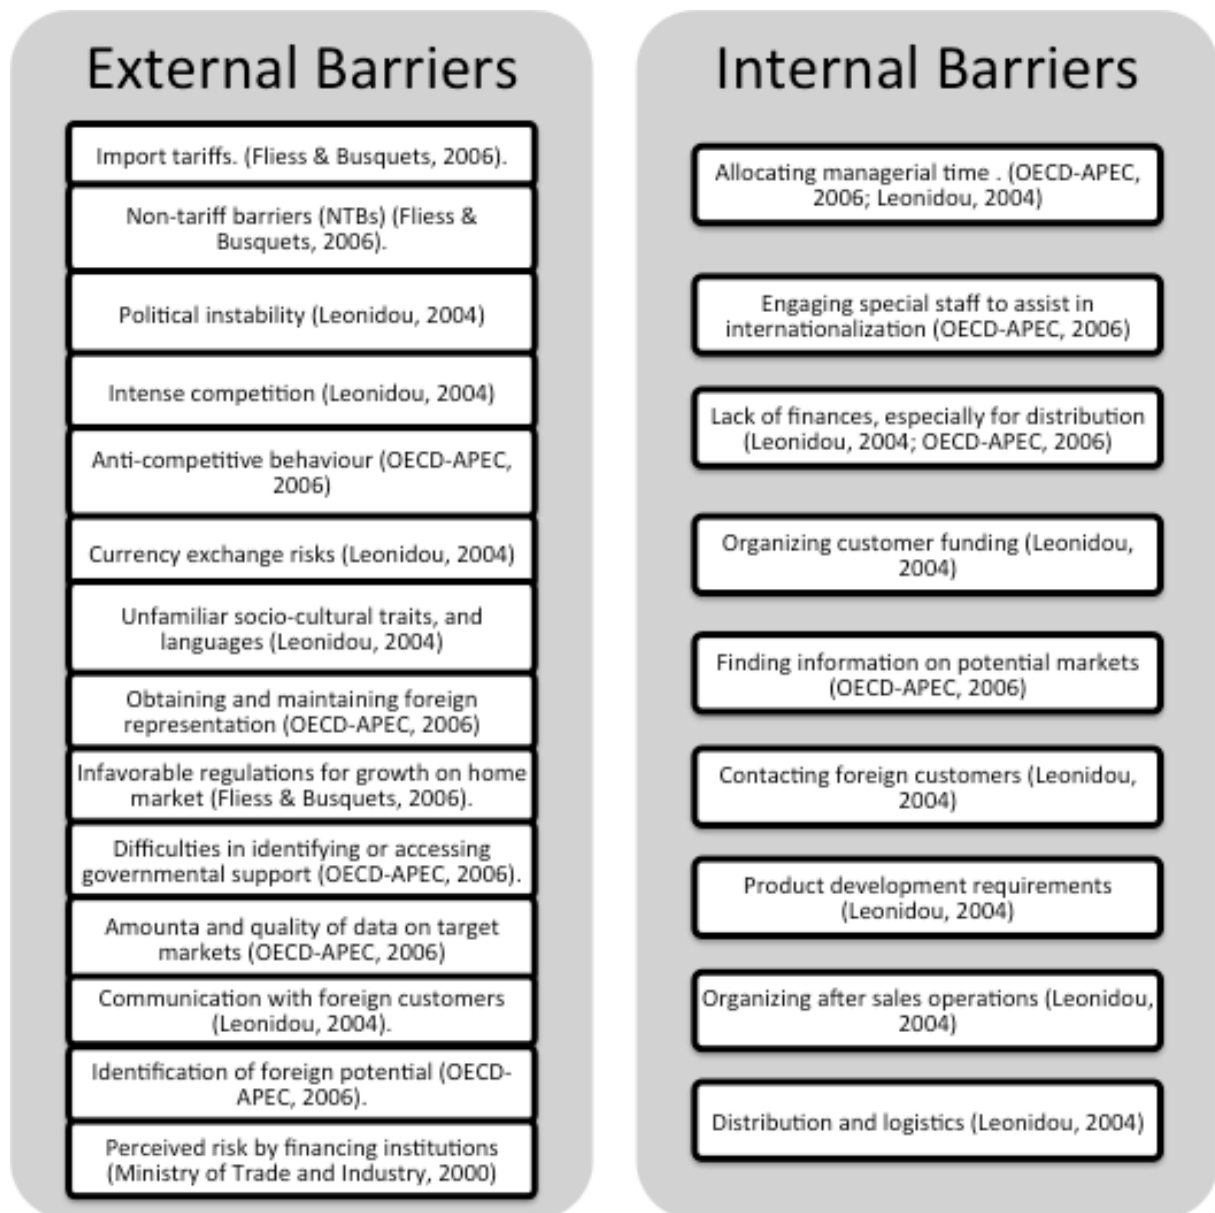 External Barriers
Import tariffs. (Fliess & Busquets, 2006).
Non-tariff barriers (NTBs) (Fliess &
Busquets, 2006).
Political instability (Leonidou, 2004)
Intense competition (Leonidou, 2004)
Anti-competitive behaviour (OECD-APEC,
2006)
Currency exchange risks (Leonidou, 2004)
Unfamiliar socio-cultural traits, and
languages (Leonidou, 2004)
Obtaining and maintaining foreign
representation (OECD-APEC, 2006)
Infavorable regulations for growth on home
market (Fliess & Busquets, 2006).
Difficulties in identifying or accessing
governmental support (OECD-APEC, 2006).
Amounta and quality of data on target
markets (OECD-APEC, 2006)
Communication with foreign customers
(Leonidou, 2004).
Identification of foreign potential (OECD-
APEC, 2006).
Perceived risk by financing institutions
(Ministry of Trade and Industry, 2000)
Internal Barriers
Allocating managerial time . (OECD-APEC,
2006; Leonidou, 2004)
Engaging special staff to assist in
internationalization (OECD-APEC, 2006)
Lack of finances, especially for distribution
(Leonidou, 2004; OECD-APEC, 2006)
Organizing customer funding (Leonidou,
2004)
Finding information on potential markets
(OECD-APEC, 2006)
Contacting foreign customers (Leonidou,
2004)
Product development requirements
(Leonidou, 2004)
Organizing after sales operations (Leonidou,
2004)
Distribution and logistics (Leonidou, 2004)